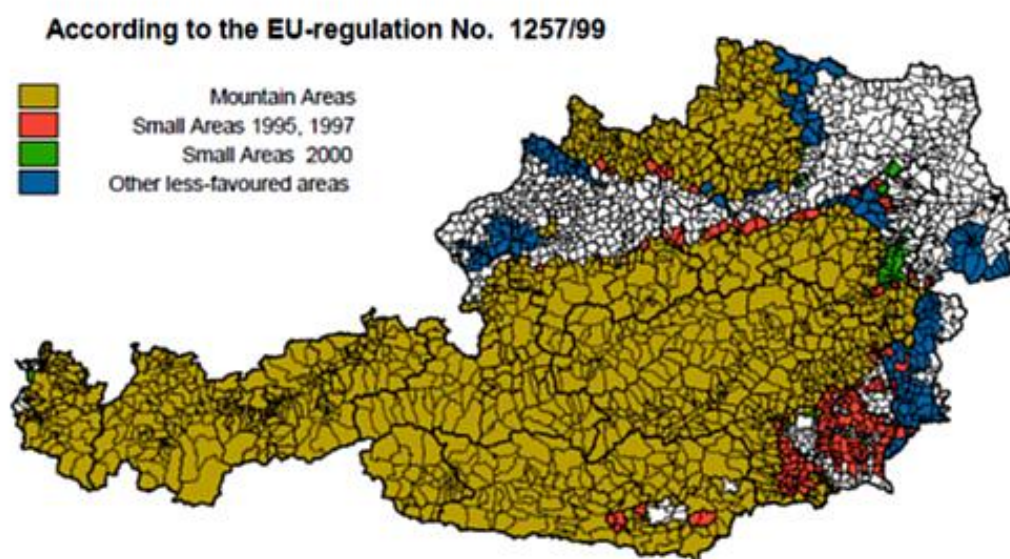 According to the EU-regulation No. 1257/99
Mountain Areas
Small Areas 1995, 1997
Small Areas 2000
Other less-favoured areas